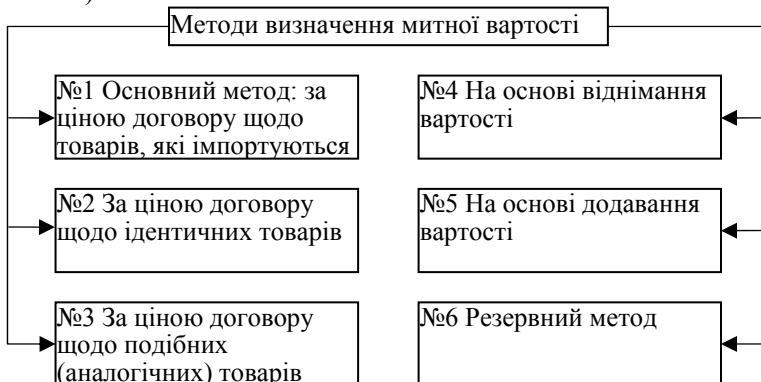 )
Методи визначення митної вартості
№1 Основний метод: за
ціною договору щодо
товарів, які імпортуються
№2 За ціною договору
щодо ідентичних товарів
№3 За ціною договору
щодо подібних
(аналогічних) товарів
№4 На основі віднімання
вартості
№5 На основі додавання
вартості
№6 Резервний метод